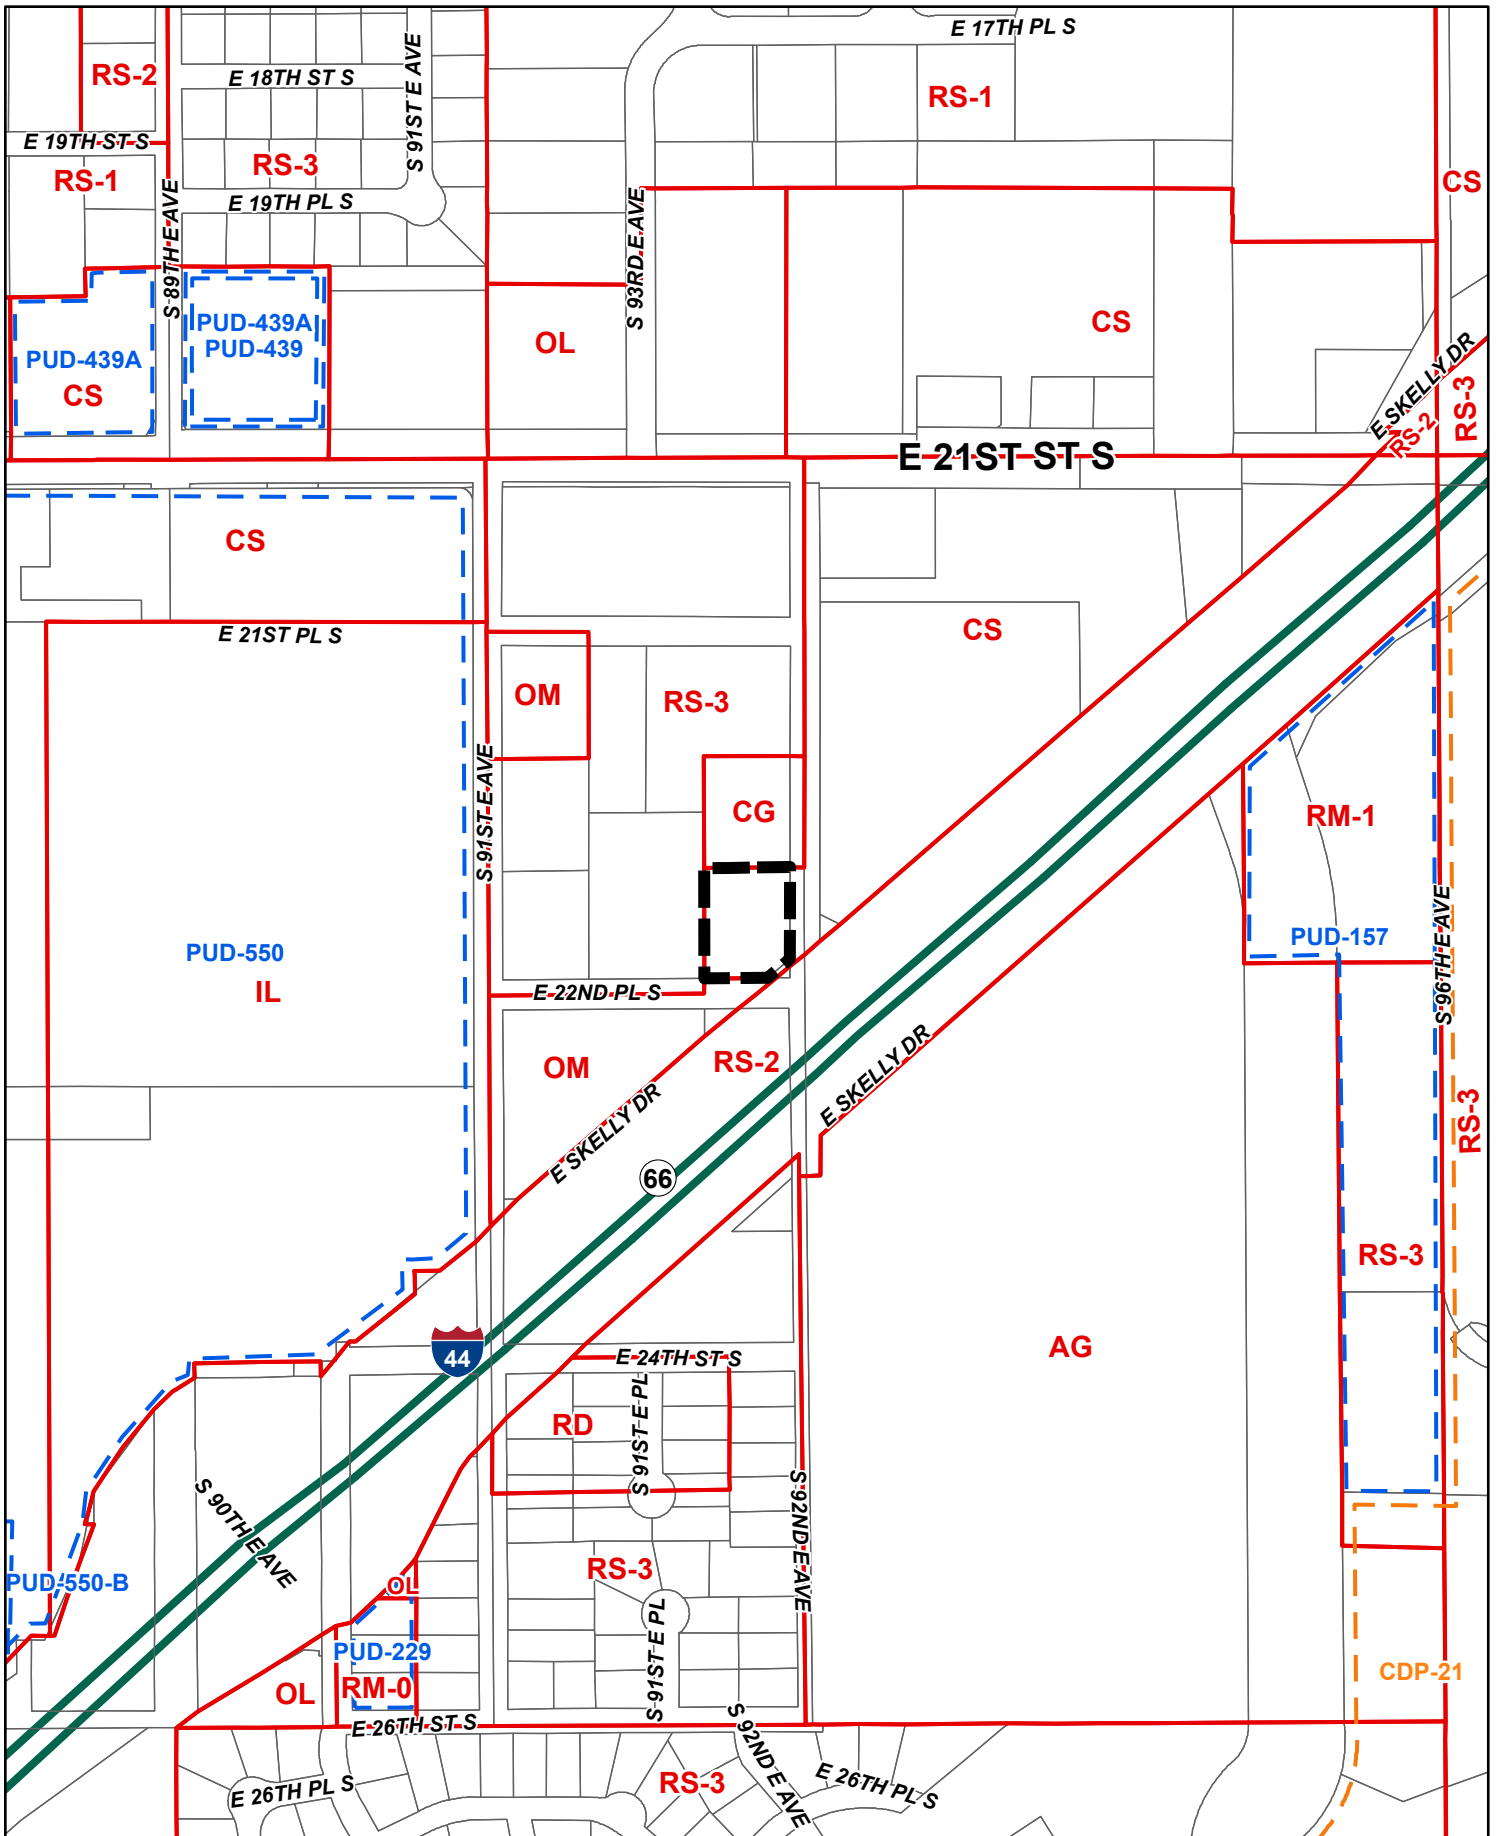 E 17TH PL S
RS-2
E 18TH ST S
S 91ST E AVE
RS-1
E 19TH ST S
RS-3
RS-1
CS
E 19TH PL S
S 89TH E AVE
S 93RD E AVE
PUD-439A
PUD-439
PUD-439A
CS
OL
CS
E SKELLY DR
RS-3
RS-2
E 21ST ST S
CS
E 21ST PL S
CS
OM
RS-3
S 91ST E AVE
CG
RM-1
PUD-550
IL
PUD-157
S 96TH E AVE
E 22ND PL S
OM
RS-2
E SKELLY DR
E SKELLY DR
RS-3
66
RS-3
44
E 24TH ST S
AG
RD
S 91ST E PL
S 90TH E AVE
S 92ND E AVE
PUD-550-B
OL
RS-3
PUD-229
S 91ST E PL
RM-0
OL
CDP-21
E 26TH ST S
S 92ND E AVE
E 26TH PL S
RS-3
E 26TH PL S